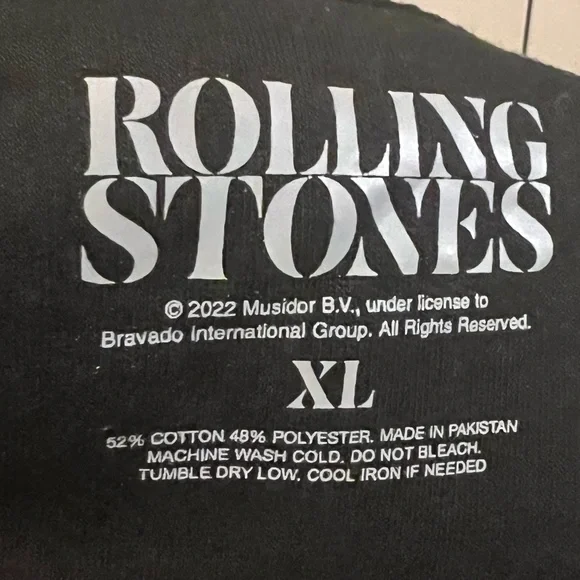 ROLLING
STONES
© 2022 Musidor B.V., under license to
Bravado International Group. All Rights Reserved.
XL
52% COTTON 48% POLYESTER. MADE IN PAKISTAN
MACHINE WASH COLD. DO NOT BLEACH.
TUMBLE DRY LOW. COOL IRON IF NEEDED